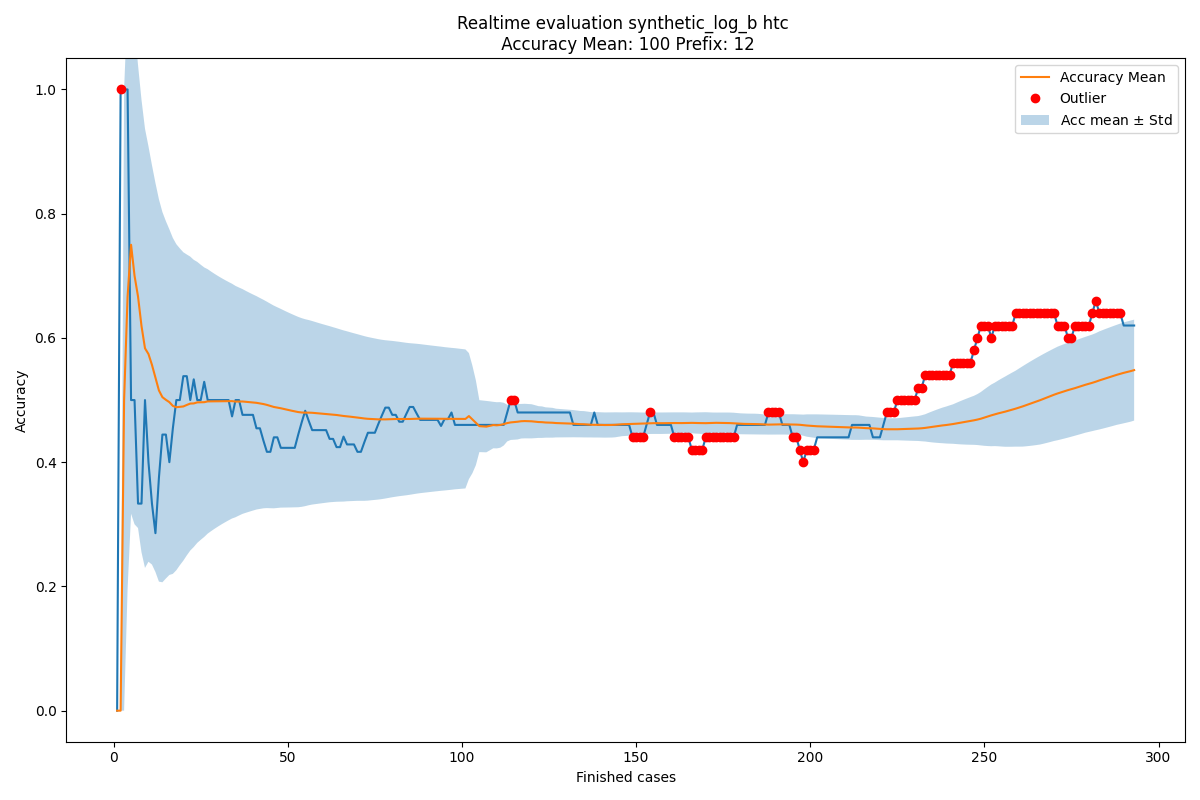 Realtime evaluation synthetic_log_b htc
Accuracy Mean: 100 Prefix: 12
Accuracy Mean
Outlier
Acc mean ± Std
1.0
0.8
0.6
0.4
0.2
0.0
Accuracy
0 50 100 150 200 250 300
Finished cases